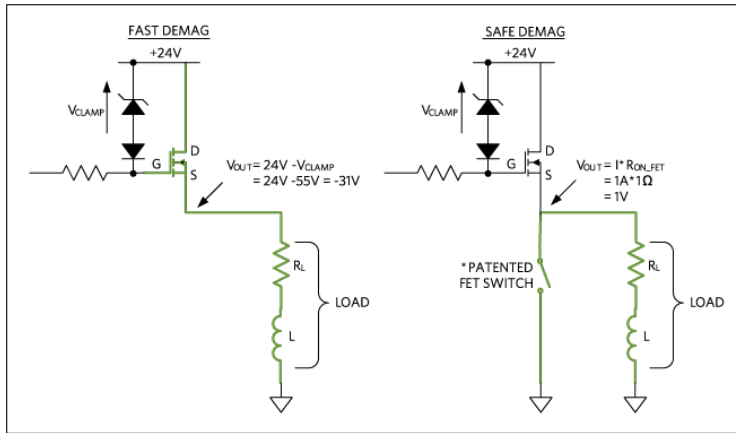 FAST DEMAG
+24V
VCLAMP
G
D
S
VOUT= 24V -VCLAMP
= 24V -55V = -31V
RL
L
LOAD
SAFE DEMAG
+24V
VCLAMP
G
D
S
VOUT= I* RON_FET
= 1A*1Ω
= 1V
* PATENTED
FET SWITCH
RL
L
LOAD